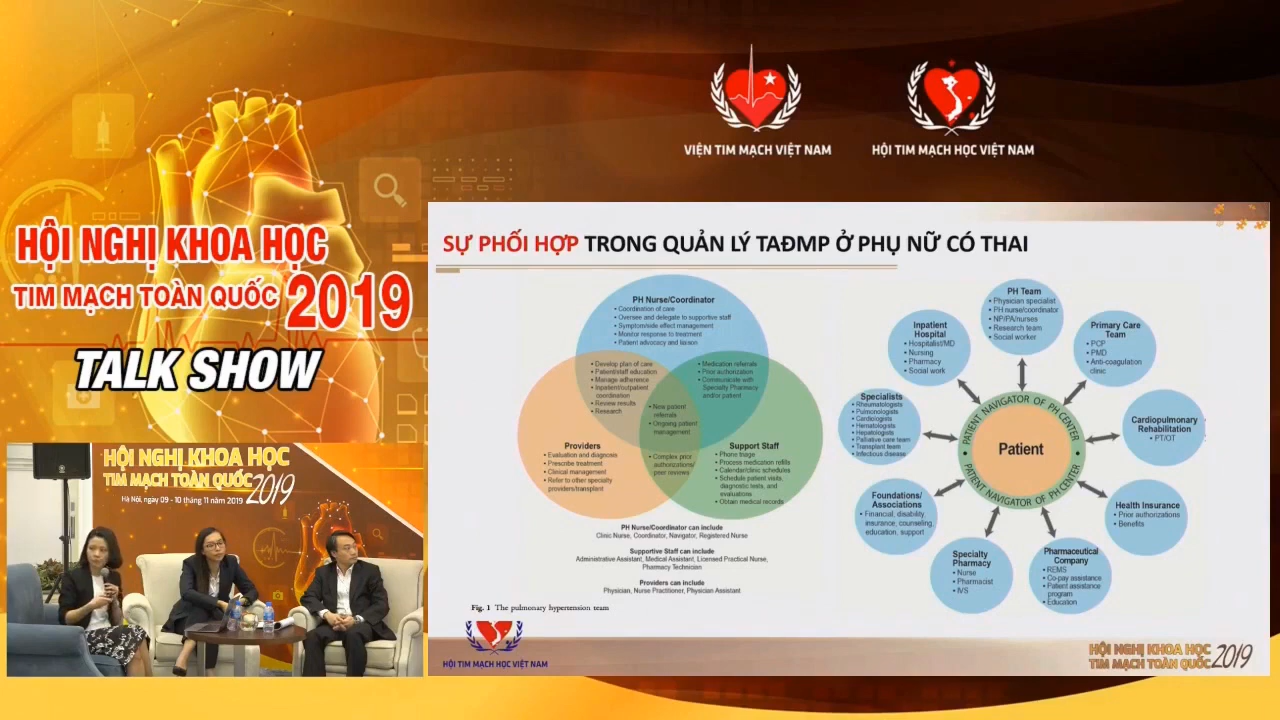 VIỆN TIM MẠCH VIỆT NAM
HỘI TIM MẠCH HỌC VIỆT NAM
HỘI NGHỊ KHOA HỌC
TIM MẠCH TOÀN QUỐC 2019
TALK SHOW
HỘI NGHỊ KHOA HỌC
TIM MẠCH TOÀN QUỐC 2019
Hà Nội, ngày 09 - 10 tháng 11 năm 2019
SỰ PHỐI HỢP TRONG QUẢN LÝ TAĐMP Ở PHỤ NỮ CÓ THAI
PH Nurse/Coordinator
• Coordination of care
• Oversee and delegate to supportive staff
• Symptom/side effect management
• Monitor response to treatment
• Patient advocacy and liaison
• Develop plan of care
• Patient/staff education
• Manage adherence
• Inpatient/outpatient
coordination
• Review results
• Research
• Medication referrals
• Prior authorization
• Communicate with
Specialty Pharmacy
and/or patient
• New patient
referrals
• Ongoing patient
management
Providers
• Evaluation and diagnosis
• Prescribe treatment
• Clinical management
• Refer to other specialty
providers/transplant
• Complex prior
authorizations/
peer reviews
Support Staff
• Phone triage
• Process medication refills
• Calendar/clinic schedules
• Schedule patient visits,
diagnostic tests, and
evaluations
• Obtain medical records
PH Nurse/Coordinator can include
Clinic Nurse, Coordinator, Navigator, Registered Nurse
Supportive Staff can include
Administrative Assistant, Medical Assistant, Licensed Practical Nurse,
Pharmacy Technician
Providers can include
Physician, Nurse Practitioner, Physician Assistant
Fig. 1 The pulmonary hypertension team
PH Team
• Physician specialist
• PH nurse/coordinator
• NP/PA/nurses
• Research team
• Social worker
Inpatient
Hospital
• Hospitalist/MD
• Nursing
• Pharmacy
• Social work
Primary Care
Team
• PCP
• PMD
• Anti-coagulation
clinic
Specialists
• Rheumatologists
• Pulmonologists
• Cardiologists
• Hematologists
• Hepatologists
• Palliative care team
• Transplant teams
• Infectious disease
PATIENT NAVIGATOR OF PH CENTER
Patient
PATIENT NAVIGATOR OF PH CENTER
Cardiopulmonary
Rehabilitation
• PT/OT
Foundations/
Associations
• Financial, disability,
insurance, counseling,
education, support
Health Insurance
• Prior authorizations
• Benefits
Specialty
Pharmacy
• Nurse
• Pharmacist
• IVS
Pharmaceutical
Company
• REMS
• Co-pay assistance
• Patient assistance
program
• Education
HỘI TIM MẠCH HỌC VIỆT NAM
HỘI NGHỊ KHOA HỌC
TIM MẠCH TOÀN QUỐC 2019